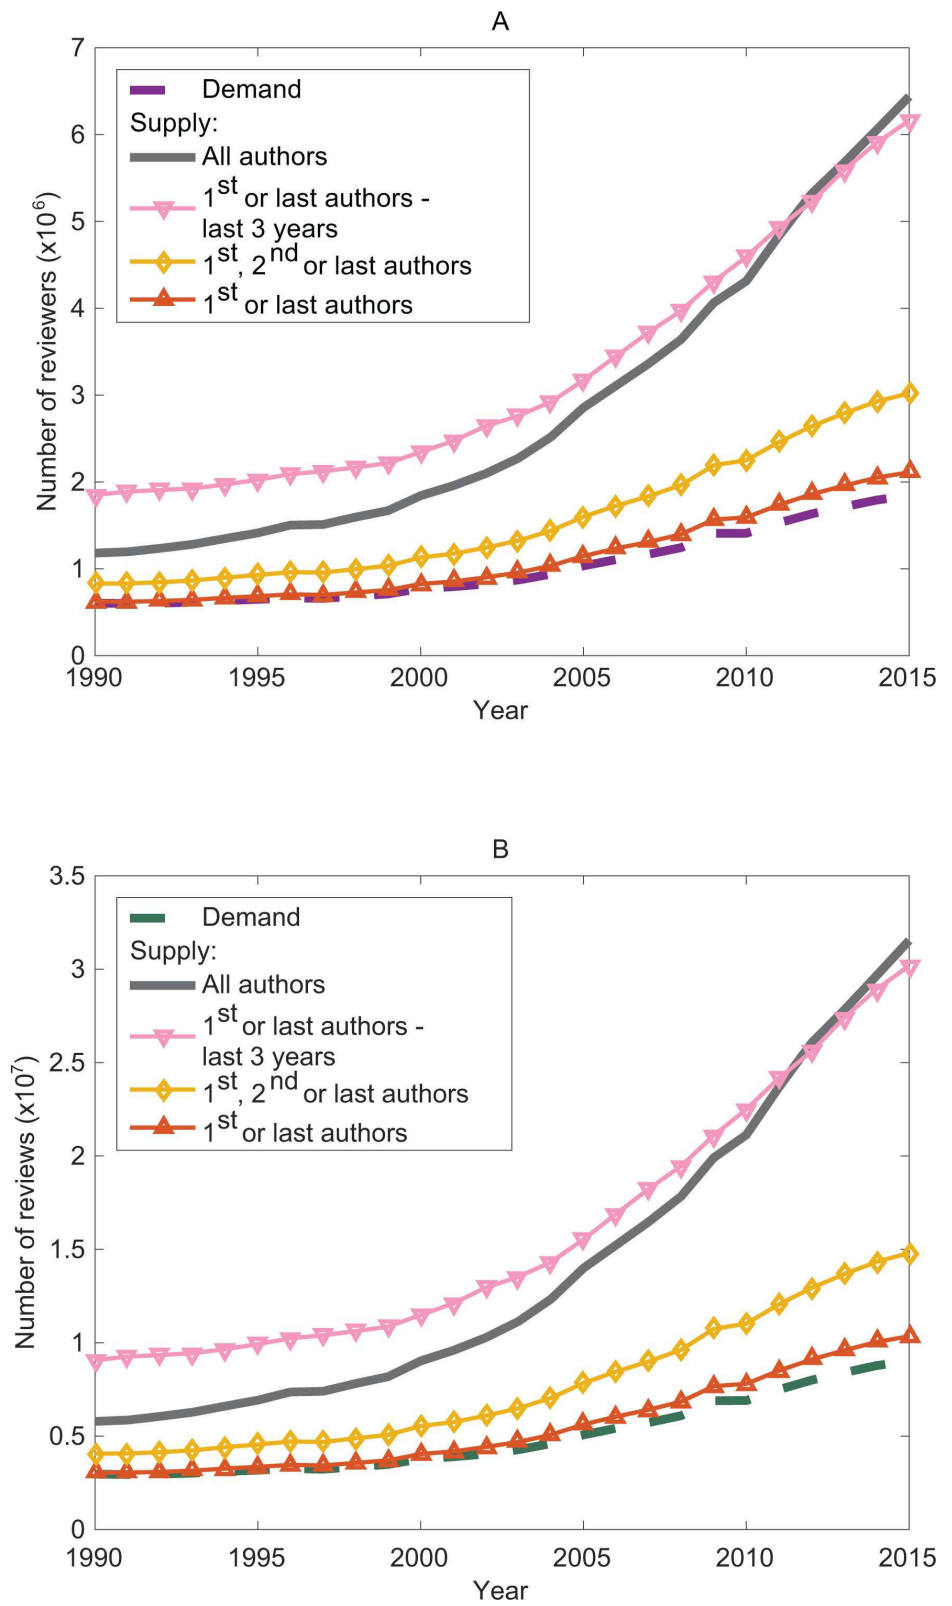 A
Number of reviewers (x10⁶)
7
6
5
4
3
2
1
0
Demand
Supply:
All authors
1st or last authors -
last 3 years
1st, 2nd or last authors
1st or last authors
1990 1995 2000 2005 2010 2015
Year
B
Number of reviews (x10⁷)
3.5
3
2.5
2
1.5
1
0.5
0
Demand
Supply:
All authors
1st or last authors -
last 3 years
1st, 2nd or last authors
1st or last authors
1990 1995 2000 2005 2010 2015
Year